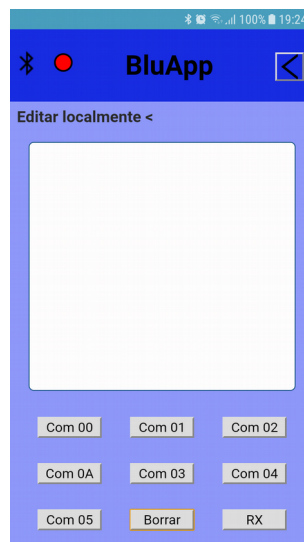 100% 19:24
BluApp
Editar localmente <
Com 00 Com 01 Com 02
Com 0A Com 03 Com 04
Com 05 Borrar RX